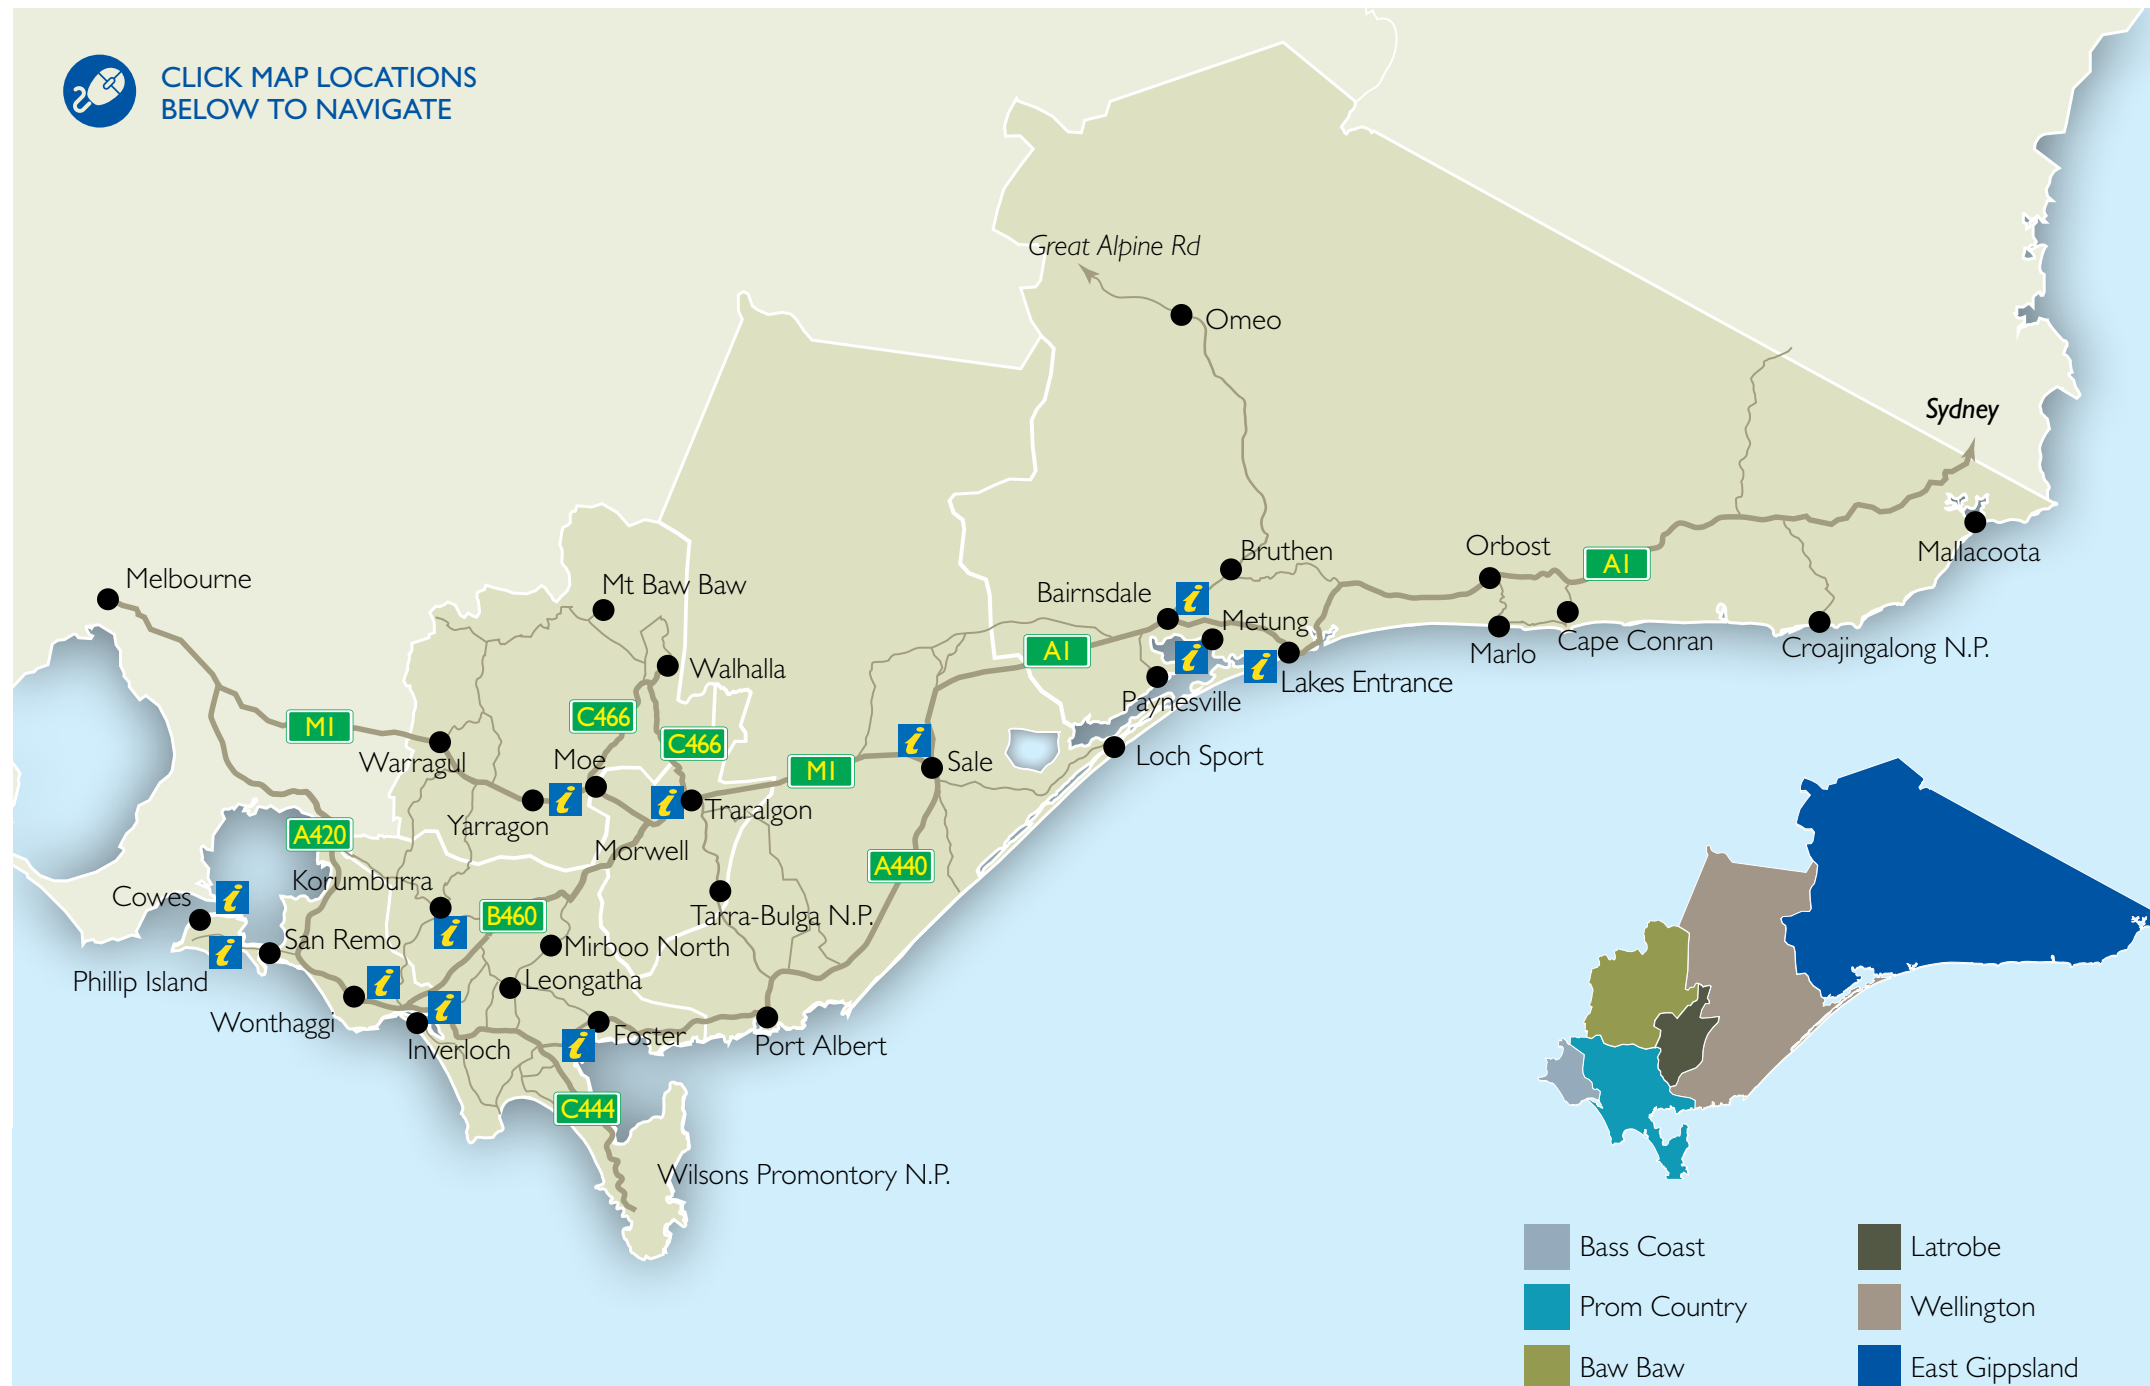 CLICK MAP LOCATIONS
BELOW TO NAVIGATE
Great Alpine Rd
Omeo
Sydney
Mallacoota
Orbost
A1
Bruthen
Melbourne
Mt Baw Baw
Bairnsdale
i
Metung
A1
i
i
Marlo
Cape Conran
Croajingalong N.P.
Walhalla
Lakes Entrance
Paynesville
C466
M1
C466
i
Warragul
Moe
M1
Sale
Loch Sport
i
i
Traralgon
Yarragon
A420
Morwell
A440
Korumburra
Cowes
i
B460
Tarra-Bulga N.P.
San Remo
i
Mirboo North
i
Phillip Island
i
Leongatha
Wonthaggi
i
Inverloch
Foster
i
Port Albert
C444
Wilsons Promontory N.P.
Bass Coast
Latrobe
Prom Country
Wellington
Baw Baw
East Gippsland